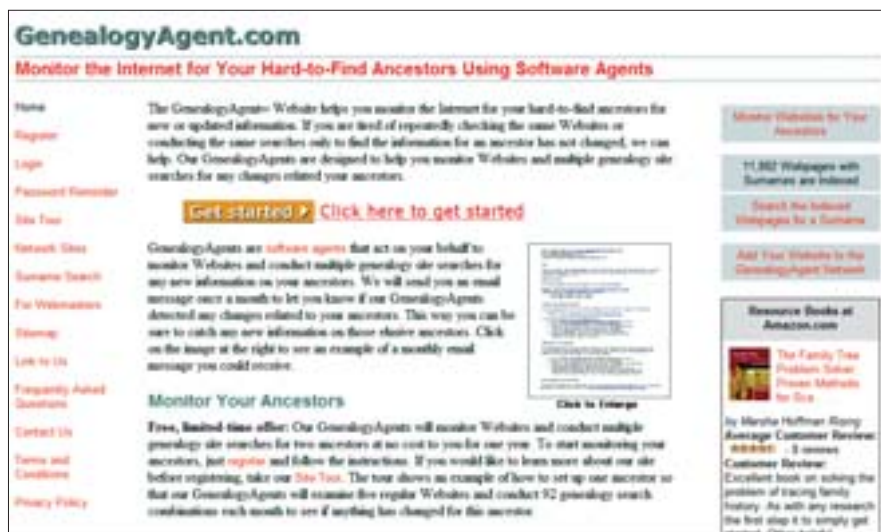 GenealogyAgent.com
Monitor the Internet for Your Hard-to-Find Ancestors Using Software Agents
Home
Register
Login
Password Reminder
Site Tour
Network Sites
Surname Search
For Webmasters
Sitemap
Link to Us
Frequently Asked
Questions
Contact Us
Terms and
Conditions
Privacy Policy
The GenealogyAgent Website helps you monitor the Internet for your hard-to-find ancestors for
new or updated information. If you are tired of repeatedly checking the same Websites or
conducting the same searches only to find the information for an ancestor has not changed, we can
help. Our GenealogyAgents are designed to help you monitor Websites and multiple genealogy site
searches for any changes related your ancestors.
Get started Click here to get started
GenealogyAgents are software agents that act on your behalf to
monitor Websites and conduct multiple genealogy site searches for
any new information on your ancestors. We will send you an email
message once a month to let you know if our GenealogyAgents
detected any changes related to your ancestors. This way you can be
sure to catch any new information on those elusive ancestors. Click
on the image at the right to see an example of a monthly email
message you could receive.
Click to Enlarge
Monitor Your Ancestors
Free, limited-time offer: Our GenealogyAgents will monitor Websites and conduct multiple
genealogy site searches for two ancestors at no cost to you for one year. To start monitoring your
ancestors, just register and follow the instructions. If you would like to learn more about our site
before registering, take our Site Tour. The tour shows an example of how to set up one ancestor so
that our GenealogyAgents will examine five regular Websites and conduct 92 genealogy search
combinations each month to see if anything has changed for this ancestor.
Monitor Websites for Your
Ancestors
11,862 Webpages with
Surnames are Indexed
Search the Indexed
Webpages for a Surname
Add Your Website to the
GenealogyAgent Network
Resource Books at
Amazon.com
The Family Tree
Problem Solver:
Proven Methods
for Sca
by Marsha Hoffman Rising
Average Customer Review:
- 8 reviews
Customer Review:
Excellent book on solving the
problem of tracing family
history. As with any research
the first step it to simply get